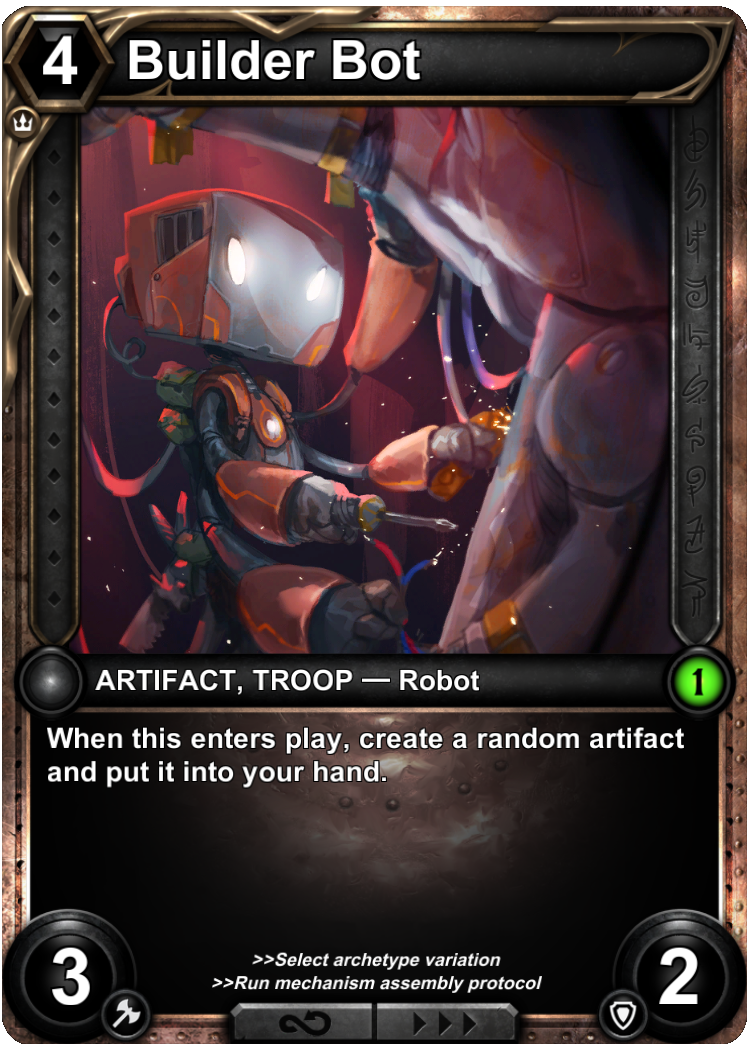 4 Builder Bot
ARTIFACT, TROOP — Robot
1
When this enters play, create a random artifact
and put it into your hand.
>>Select archetype variation
>>Run mechanism assembly protocol
3
2